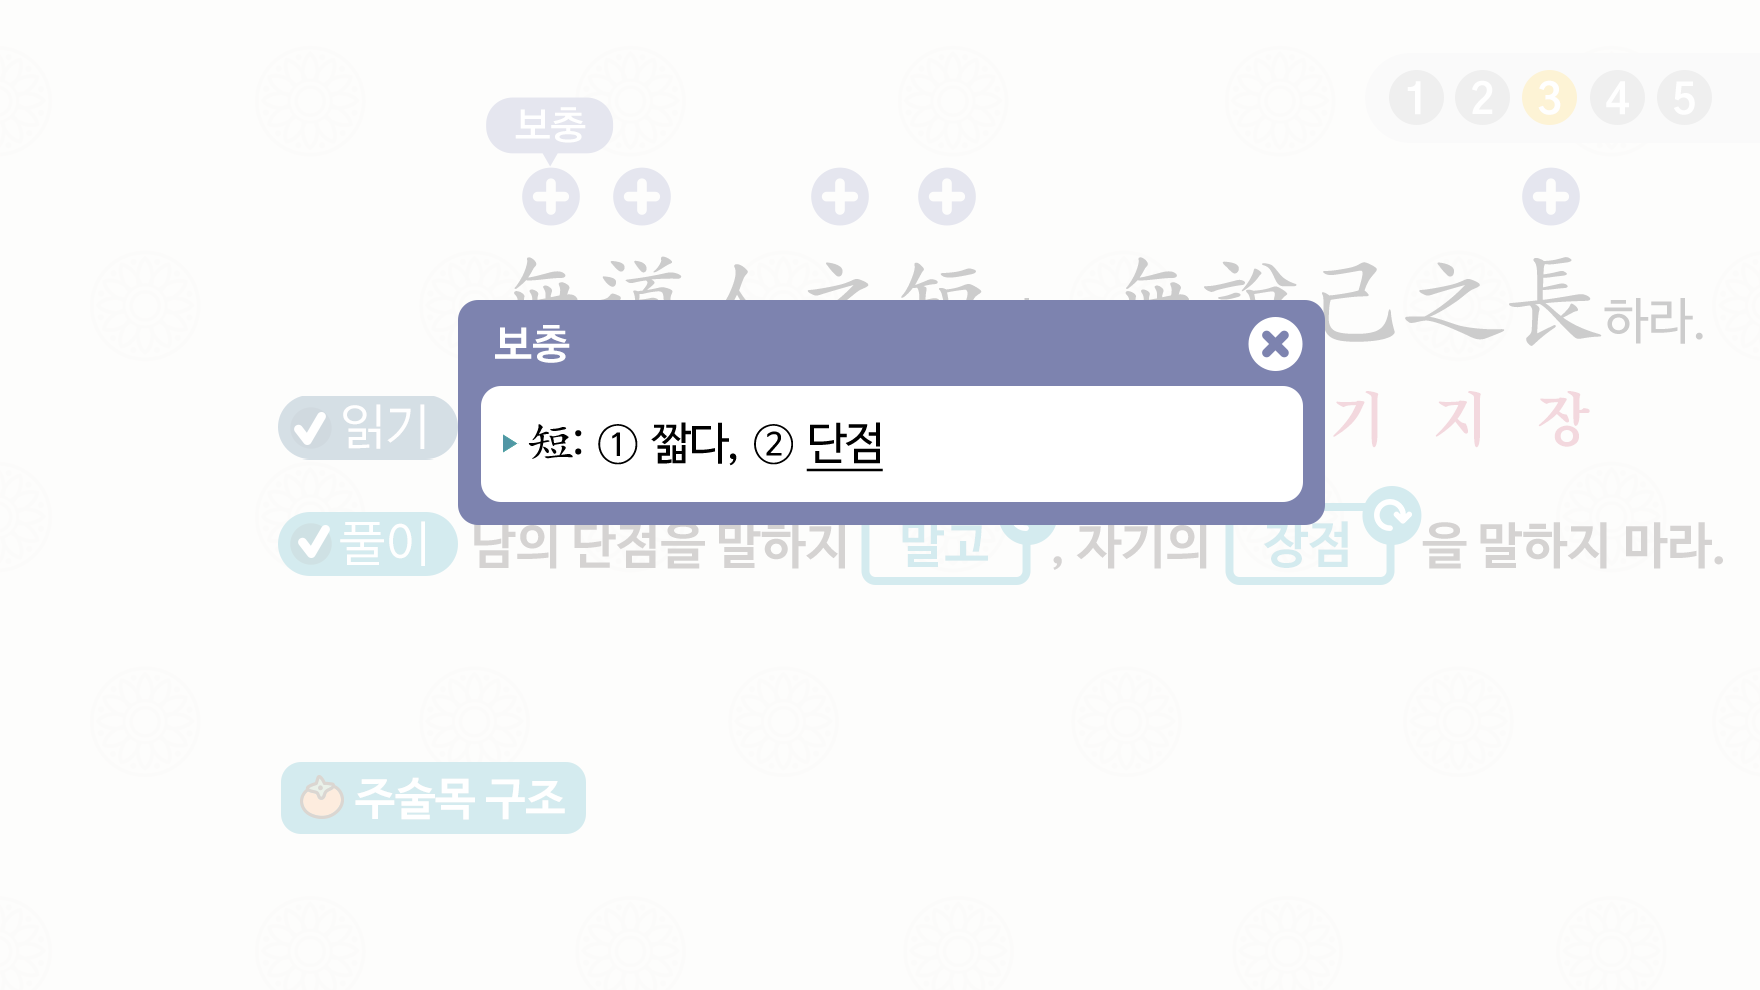 1 2 3 4 5
보충
無道人之短, 無說己之長하라.
보충
短: ① 짧다, ② 단점
읽기
기 지 장
풀이 남의 단점을 말하지 말고, 자기의 장점을 말하지 마라.
주술목 구조